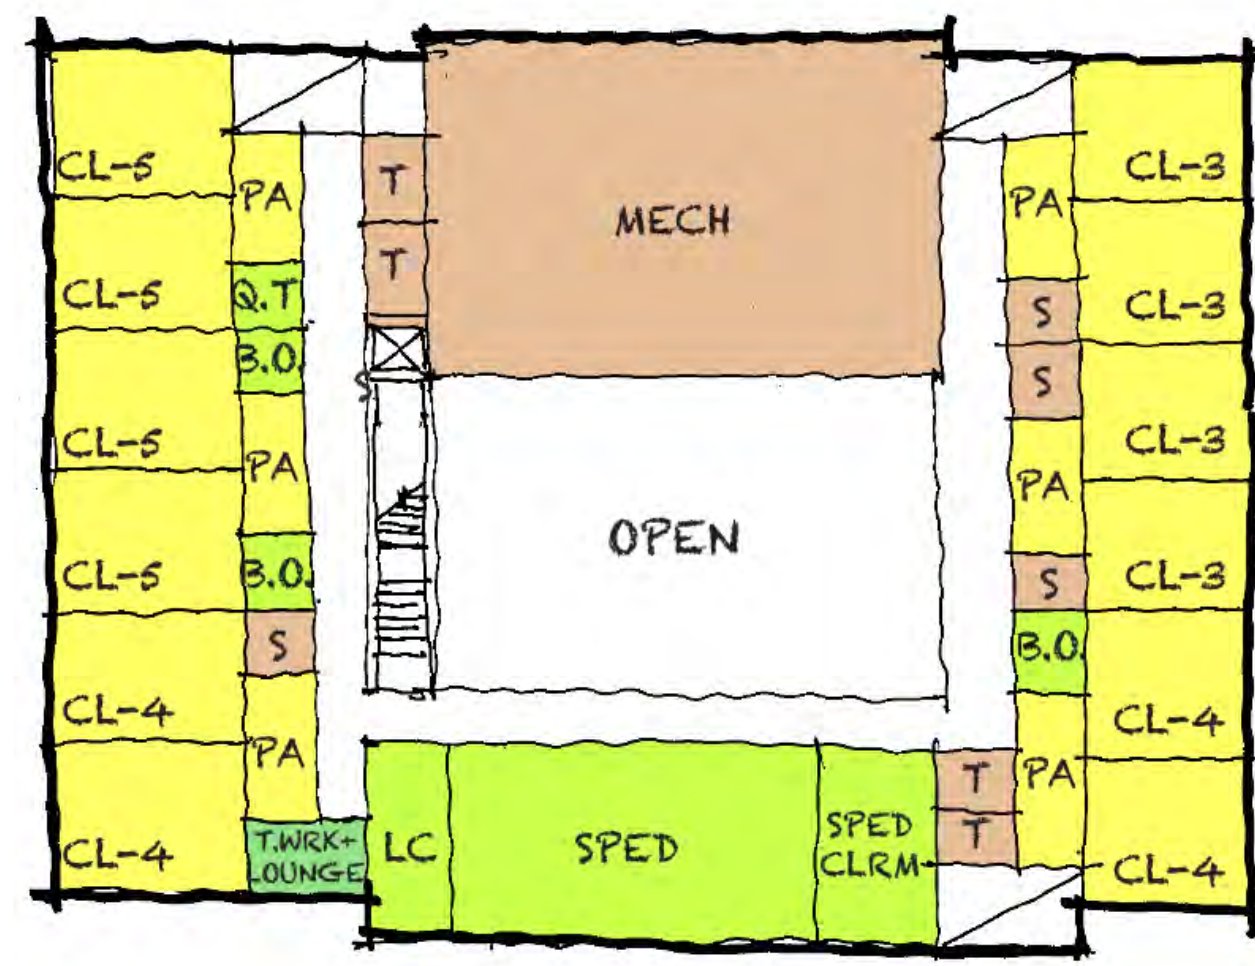 CL-5
PA
CL-5
Q.T
B.O.
CL-5
PA
CL-5
B.O.
S
CL-4
PA
CL-4
T.WRK+
LOUNGE
T
T
S
MECH
OPEN
LC
SPED
SPED
CLRM
T
T
PA
S
S
PA
S
B.O.
PA
CL-3
CL-3
CL-3
CL-3
CL-4
CL-4